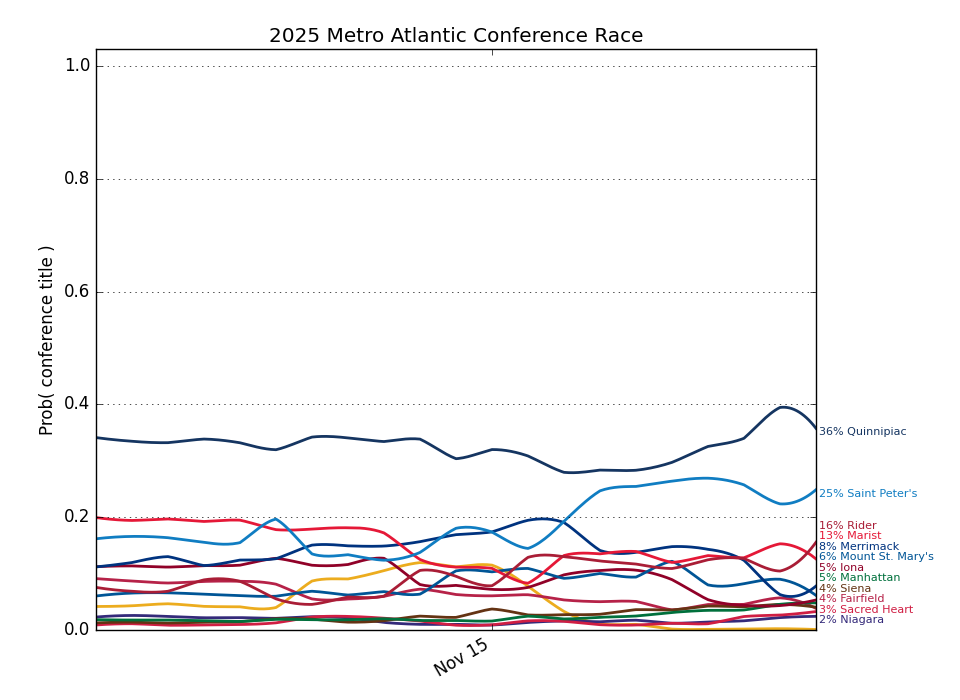 2025 Metro Atlantic Conference Race
Prob( conference title )
1.0
0.8
0.6
0.4
0.2
0.0
Nov 15
36% Quinnipiac
25% Saint Peter's
16% Rider
13% Marist
8% Merrimack
6% Mount St. Mary's
5% Iona
5% Manhattan
4% Siena
4% Fairfield
3% Sacred Heart
2% Niagara